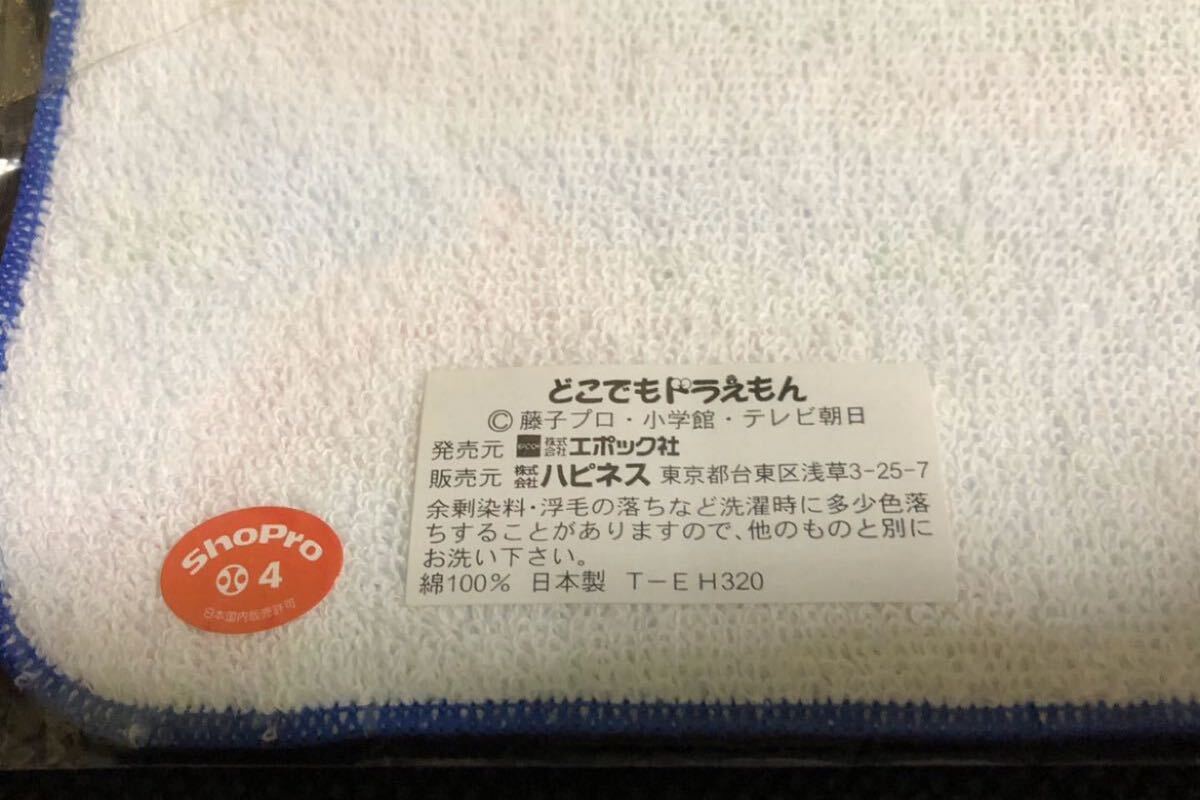 どこでもドラえもん
© 藤子プロ・小学館・テレビ朝日
発売元 EPOCH 株式会社 エポック社
販売元 株式会社 ハピネス 東京都台東区浅草3-25-7
余剰染料・浮毛の落ちなど洗濯時に多少色落
ちすることがありますので、他のものと別に
お洗い下さい。
綿100% 日本製 T-EH320
ShoPro
4
日本国内販売許可